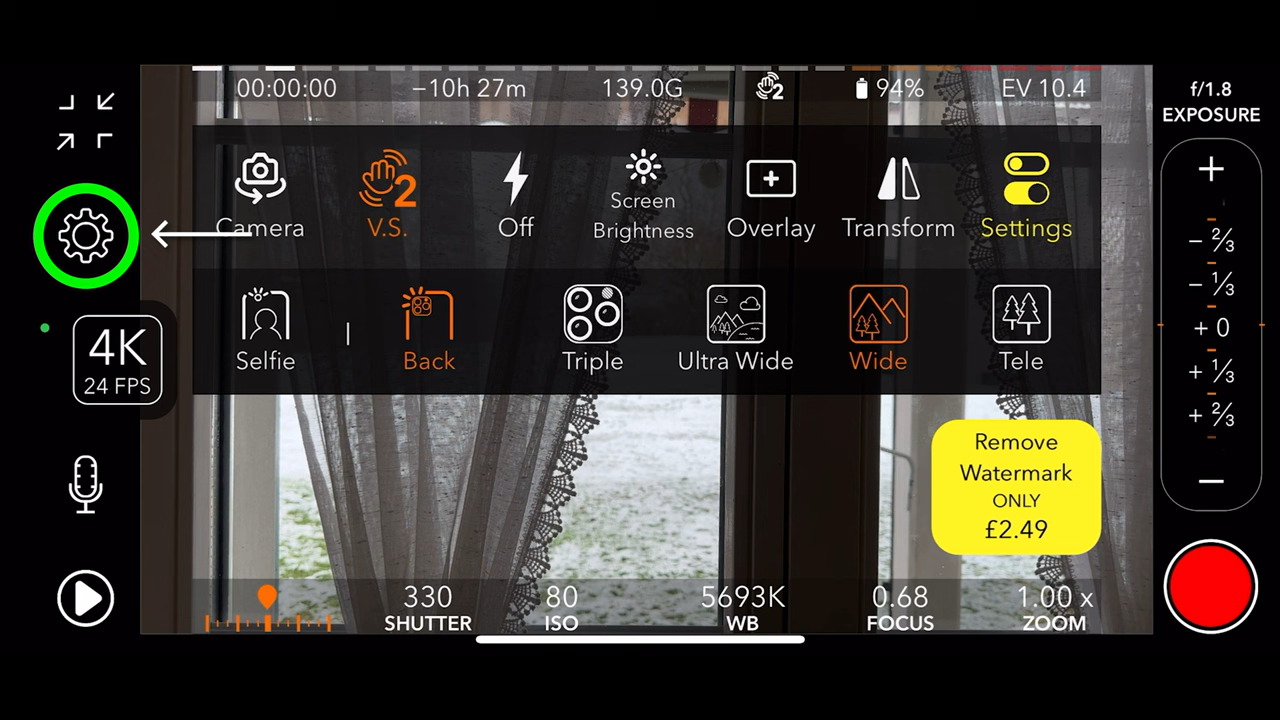 00:00:00
−10h 27m
139.0G
2
94%
EV 10.4
f/1.8
EXPOSURE
Camera
2
V.S.
Off
Screen
Brightness
Overlay
Transform
Settings
Selfie
Back
Triple
Ultra Wide
Wide
Tele
4K
24 FPS
+
− ⅔
− ⅓
+ 0
+ ⅓
+ ⅔
−
Remove
Watermark
ONLY
£2.49
330
SHUTTER
80
ISO
5693K
WB
0.68
FOCUS
1.00 x
ZOOM